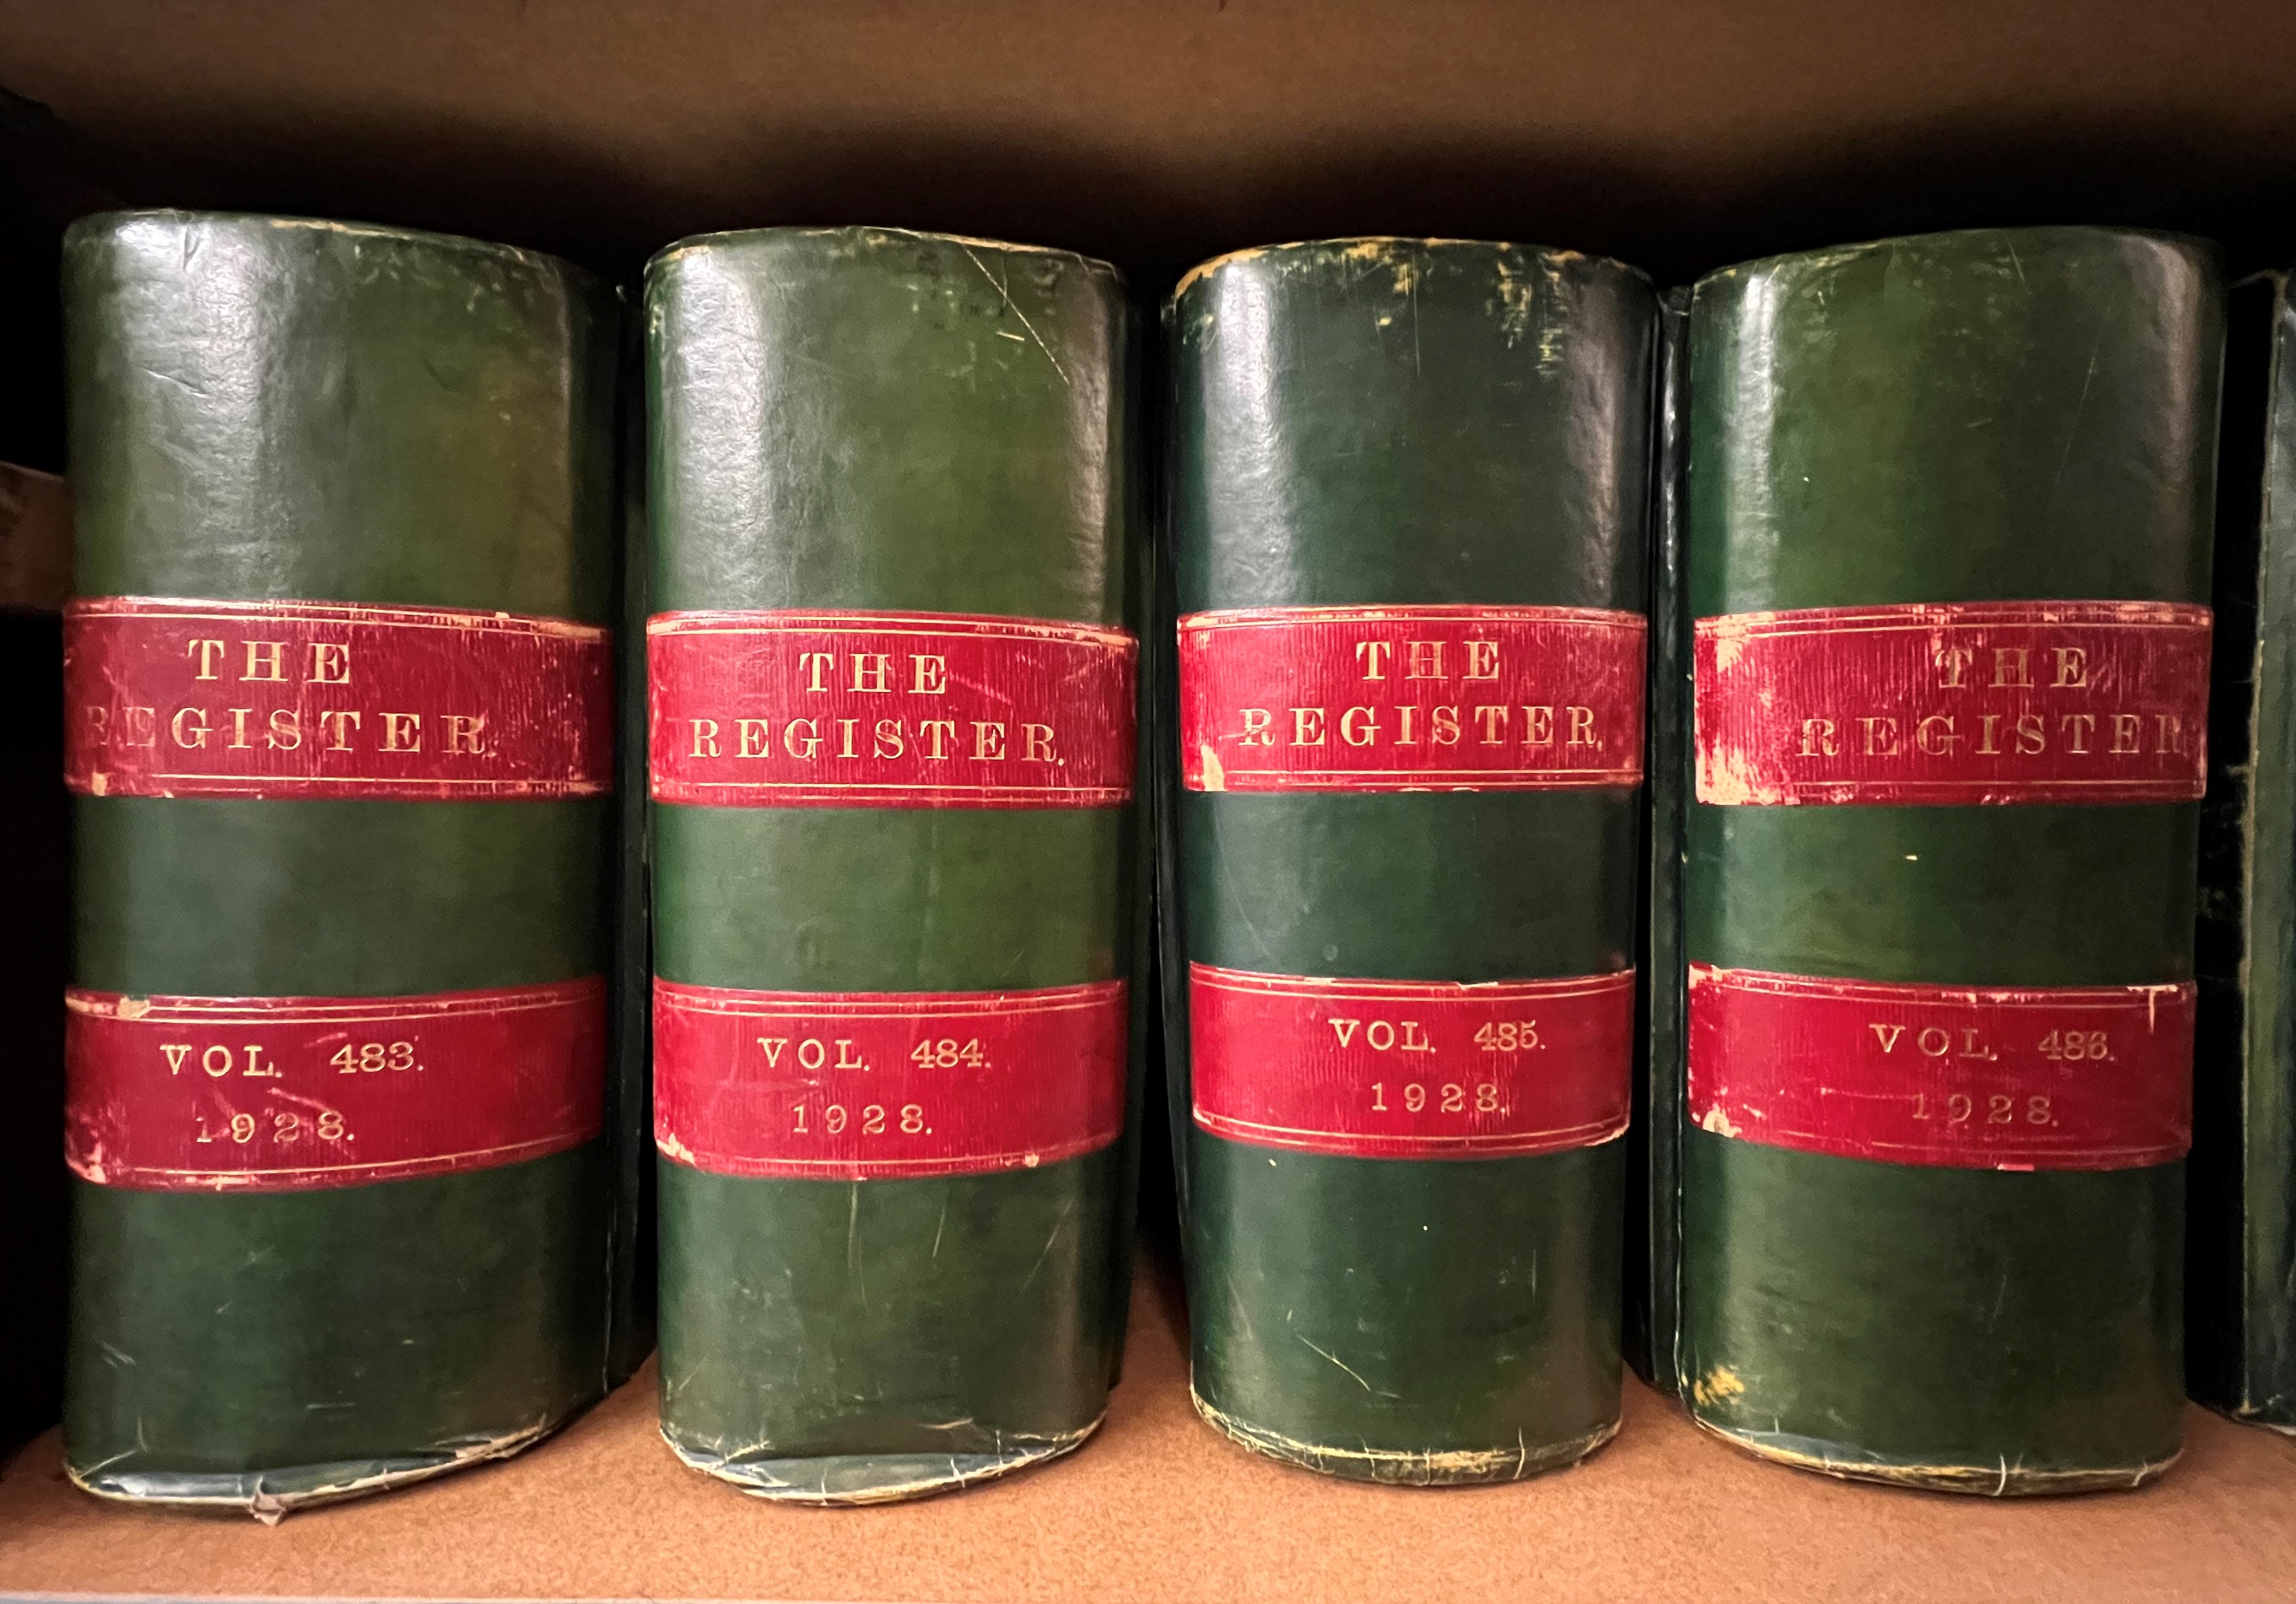 THE
REGISTER.
VOL. 483.
1928.
THE
REGISTER.
VOL. 484.
1928.
THE
REGISTER.
VOL. 485.
1928.
THE
REGISTER.
VOL. 486.
1928.